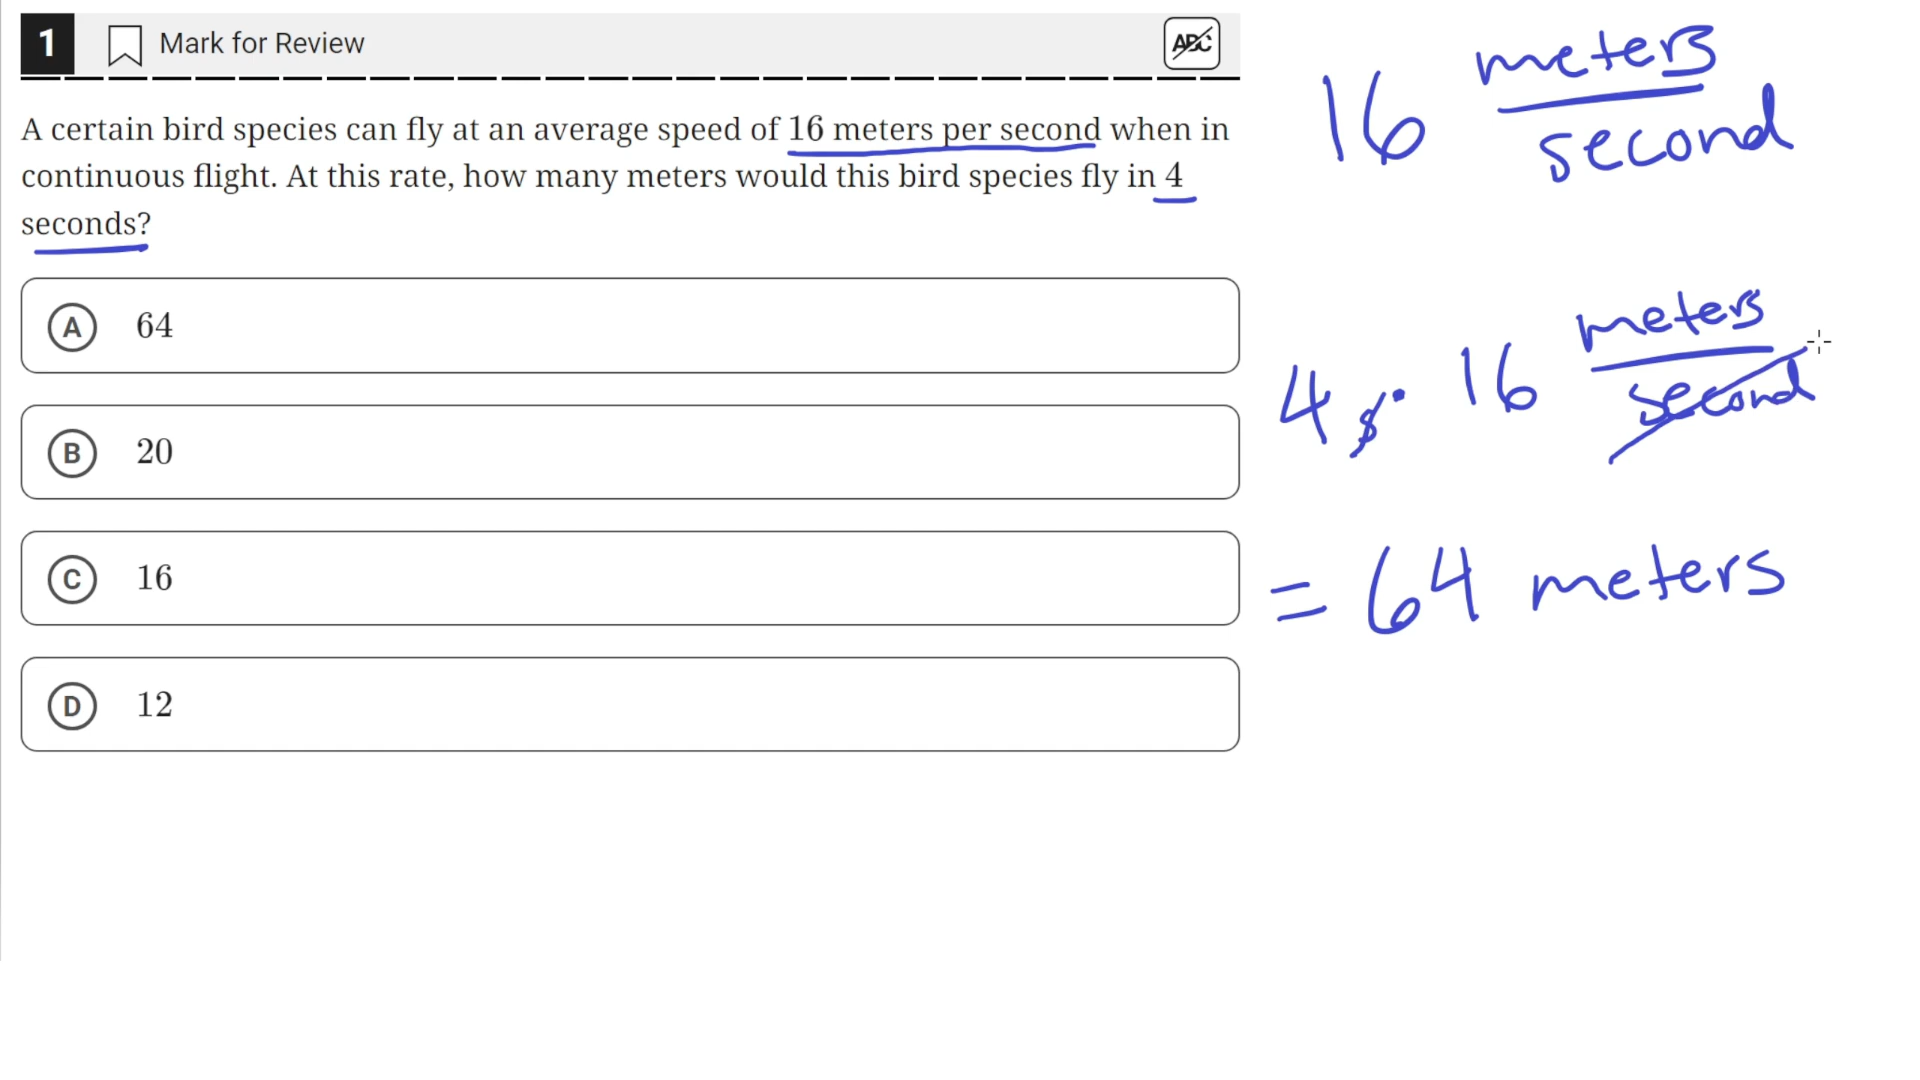 1 Mark for Review ABC
A certain bird species can fly at an average speed of 16 meters per second when in
continuous flight. At this rate, how many meters would this bird species fly in 4
seconds?
A 64
B 20
C 16
D 12
16 meters
second
4 s · 16 meters
second
= 64 meters